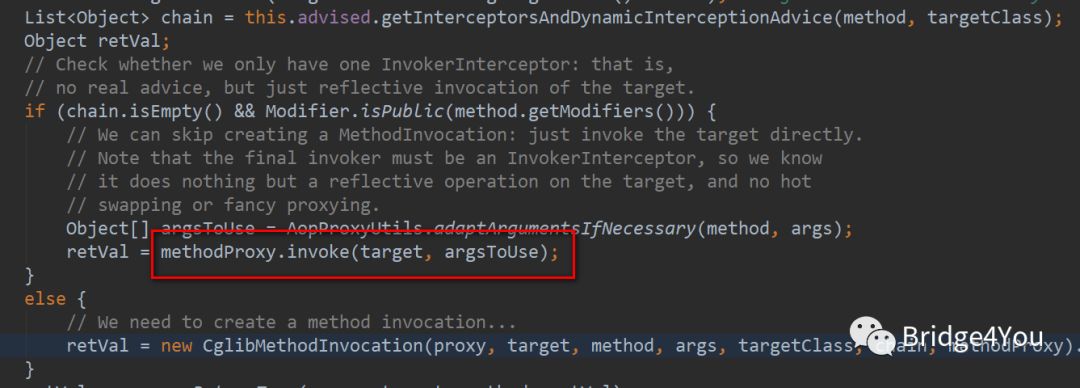 List<Object> chain = this.advised.getInterceptorsAndDynamicInterceptionAdvice(method, targetClass);
Object retVal;
// Check whether we only have one InvokerInterceptor: that is,
// no real advice, but just reflective invocation of the target.
if (chain.isEmpty() && Modifier.isPublic(method.getModifiers())) {
// We can skip creating a MethodInvocation: just invoke the target directly.
// Note that the final invoker must be an InvokerInterceptor, so we know
// it does nothing but a reflective operation on the target, and no hot
// swapping or fancy proxying.
Object[] argsToUse = AopProxyUtils.adaptArgumentsIfNecessary(method, args);
retVal = methodProxy.invoke(target, argsToUse);
}
else {
// We need to create a method invocation...
retVal = new CglibMethodInvocation(proxy, target, method, args, targetClass, chain, methodProxy).
}
Bridge4You